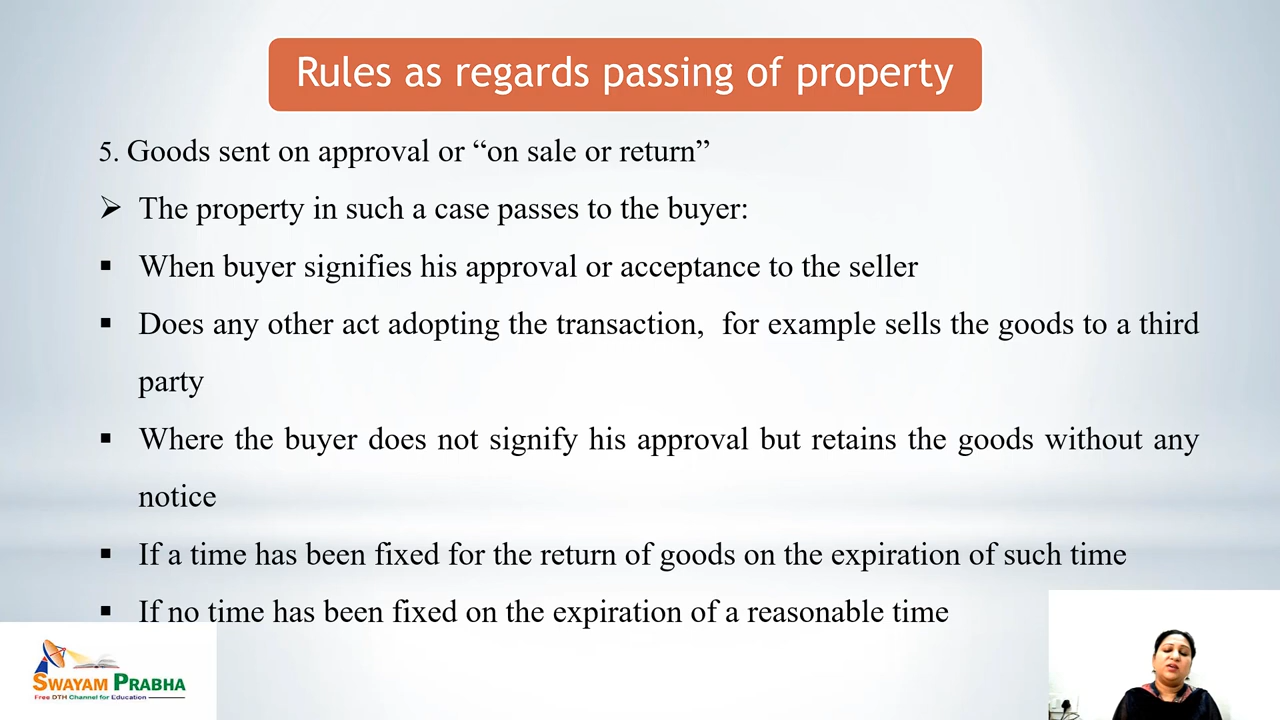 Rules as regards passing of property
5. Goods sent on approval or “on sale or return”
The property in such a case passes to the buyer:
When buyer signifies his approval or acceptance to the seller
Does any other act adopting the transaction, for example sells the goods to a third
party
Where the buyer does not signify his approval but retains the goods without any
notice
If a time has been fixed for the return of goods on the expiration of such time
If no time has been fixed on the expiration of a reasonable time
SWAYAM PRABHA
Free DTH Channel for Education